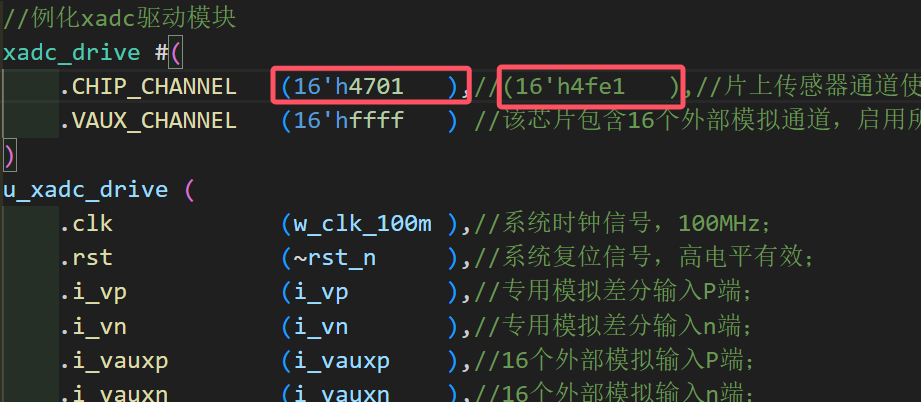 //例化xadc驱动模块
xadc_drive #(
.CHIP_CHANNEL (16'h4701 ),//(16'h4fe1 ),//片上传感器通道使
.VAUX_CHANNEL (16'hffff ) //该芯片包含16个外部模拟通道，启用所
)
u_xadc_drive (
.clk (w_clk_100m ),//系统时钟信号，100MHz；
.rst (~rst_n ),//系统复位信号，高电平有效；
.i_vp (i_vp ),//专用模拟差分输入P端；
.i_vn (i_vn ),//专用模拟差分输入n端；
.i_vauxp (i_vauxp ),//16个外部模拟输入P端；
.i_vauxn (i_vauxn ),//16个外部模拟输入n端；